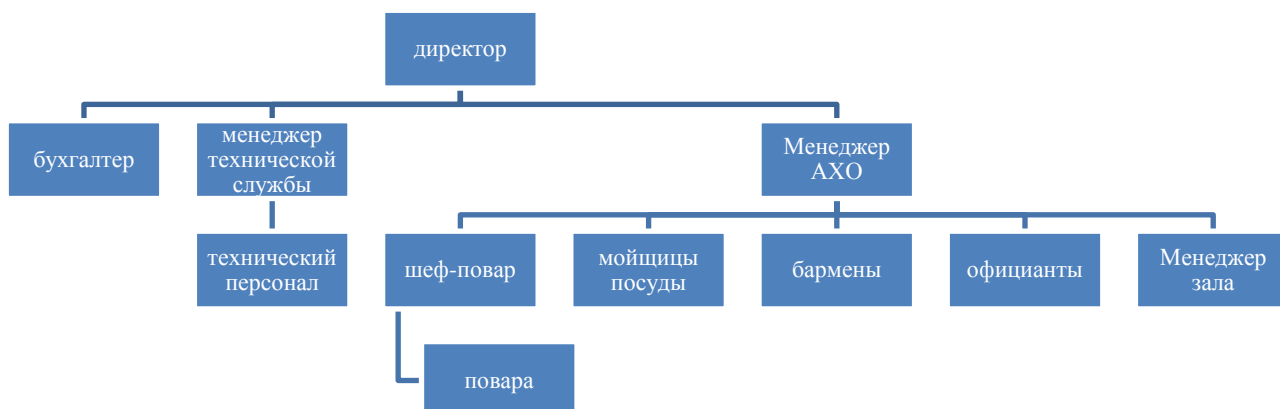 директор
бухгалтер
менеджер
технической
службы
Менеджер
АХО
технический
персонал
шеф-повар
мойщицы
посуды
бармены
официанты
Менеджер
зала
повара